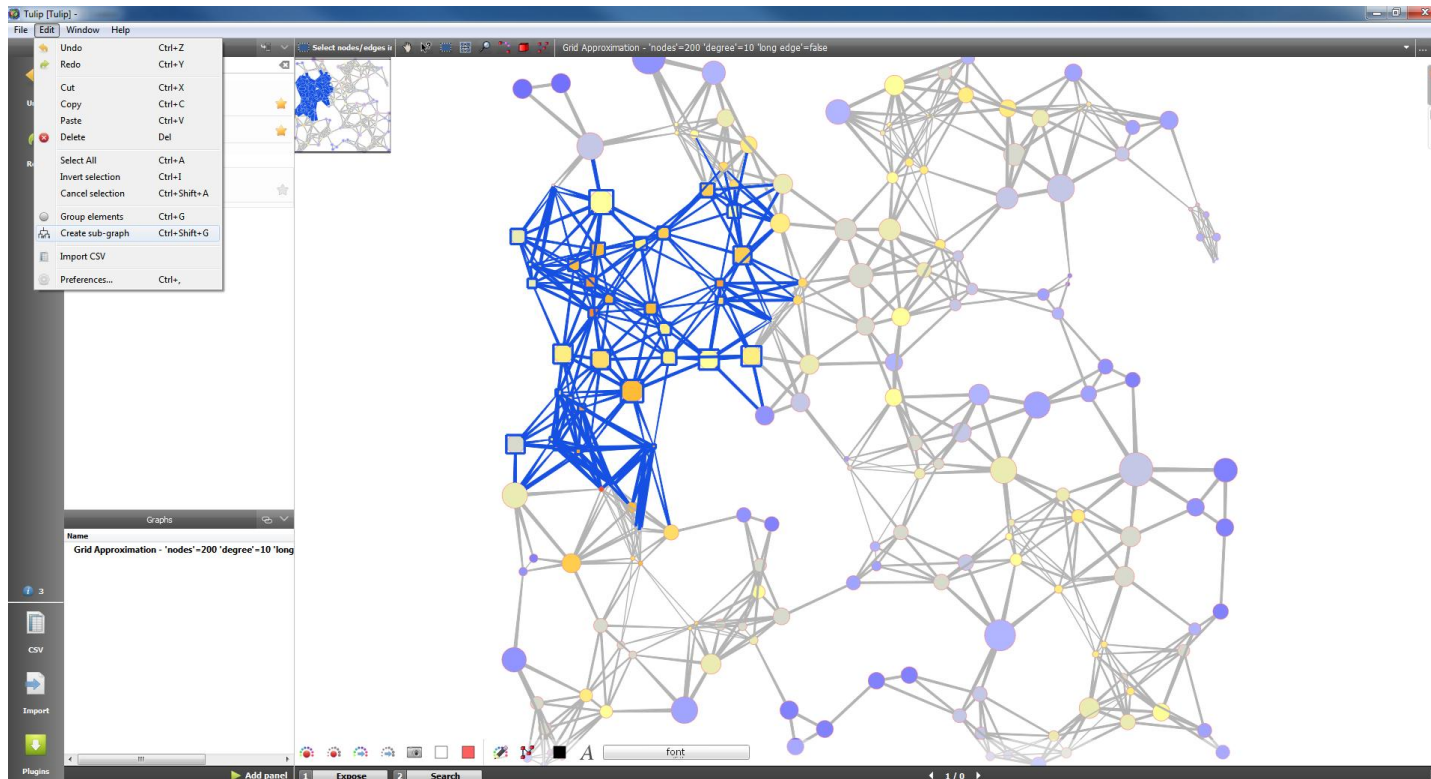 Tulip [Tulip] -
File Edit Window Help
Undo Ctrl+Z
Redo Ctrl+Y
Cut Ctrl+X
Copy Ctrl+C
Paste Ctrl+V
Delete Del
Select All Ctrl+A
Invert selection Ctrl+I
Cancel selection Ctrl+Shift+A
Group elements Ctrl+G
Create sub-graph Ctrl+Shift+G
Import CSV
Preferences... Ctrl+,
Select nodes/edges i
Grid Approximation - 'nodes'=200 'degree'=10 'long edge'=false
Graphs
Name
Grid Approximation - 'nodes'=200 'degree'=10 'long
3
CSV
Import
Plugins
font
Add panel 1 Expose 2 Search 1 / 0